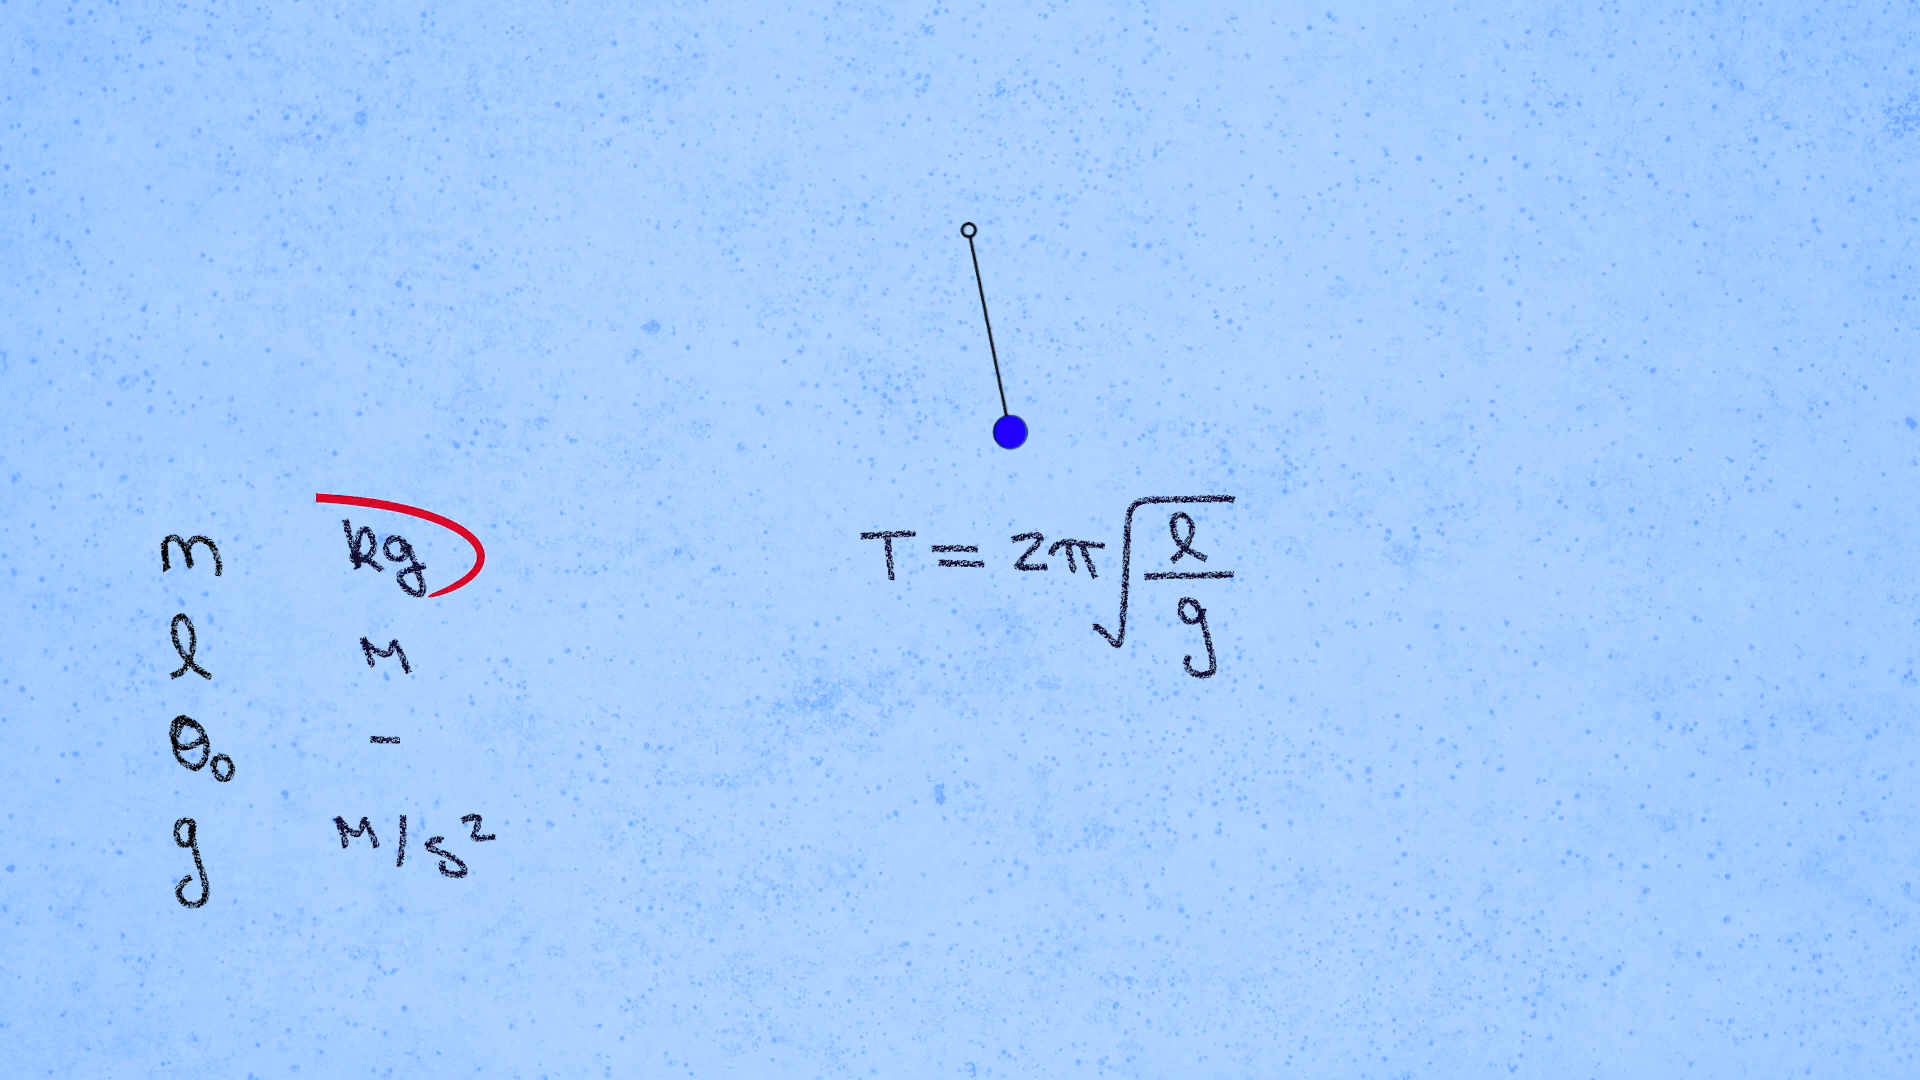 m kg
l м
θ₀ -
g м/s²
T = 2π√(l/g)